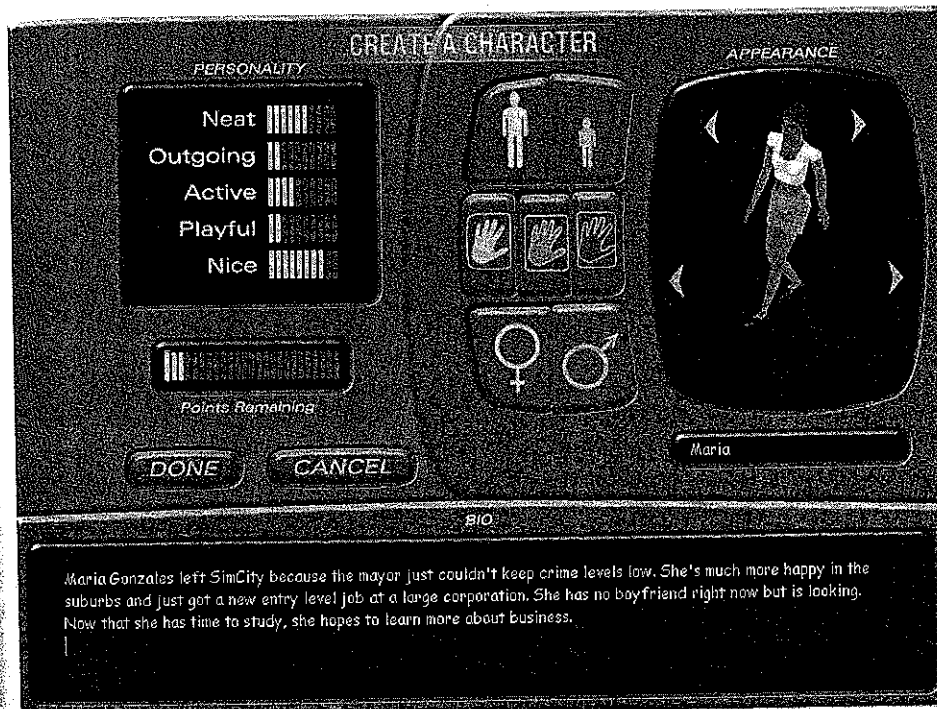 CREATE A CHARACTER
PERSONALITY
Neat
Outgoing
Active
Playful
Nice
Points Remaining
DONE
CANCEL
APPEARANCE
Maria
BIO
Maria Gonzales left SimCity because the mayor just couldn't keep crime levels low. She's much more happy in the
suburbs and just got a new entry level job at a large corporation. She has no boyfriend right now but is looking.
Now that she has time to study, she hopes to learn more about business.